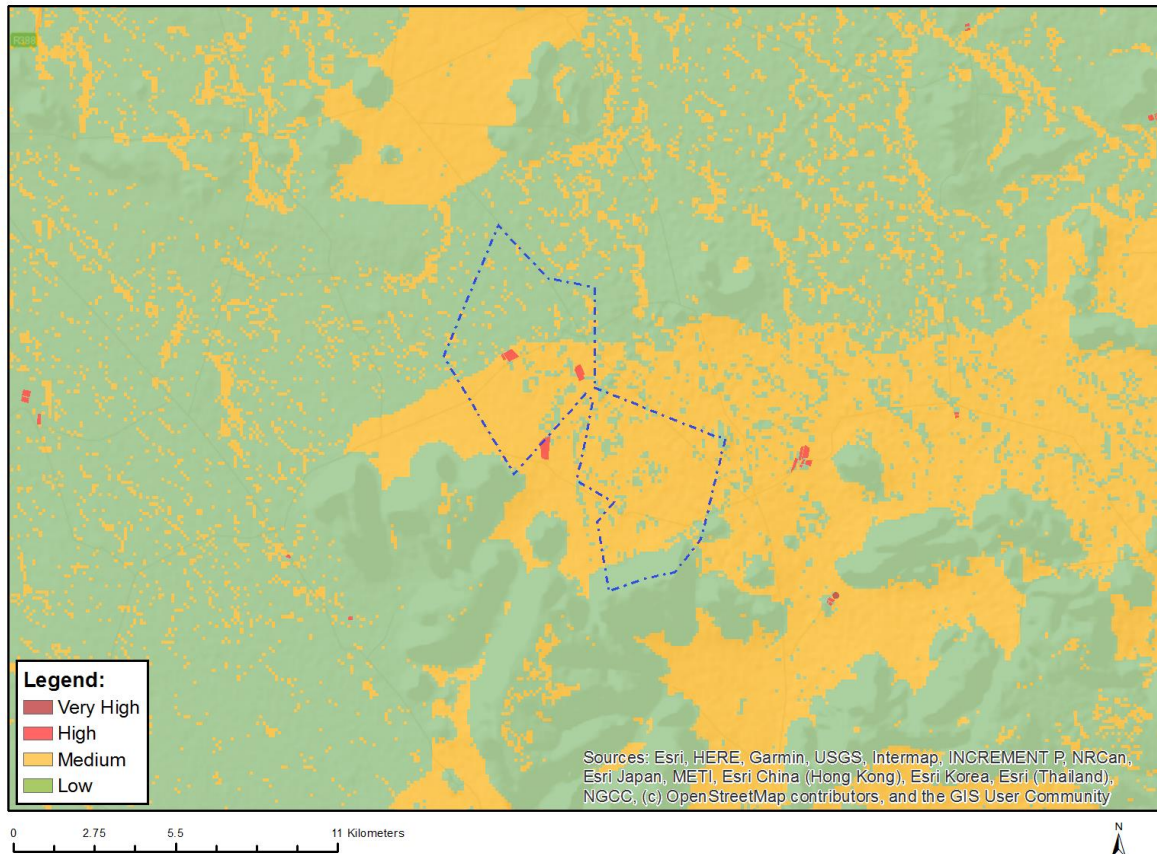 Legend:
Very High
High
Medium
Low
Sources: Esri, HERE, Garmin, USGS, Intermap, INCREMENT P, NRCan,
Esri Japan, METI, Esri China (Hong Kong), Esri Korea, Esri (Thailand),
NGCC, (c) OpenStreetMap contributors, and the GIS User Community
0 2.75 5.5 11 Kilometers
N